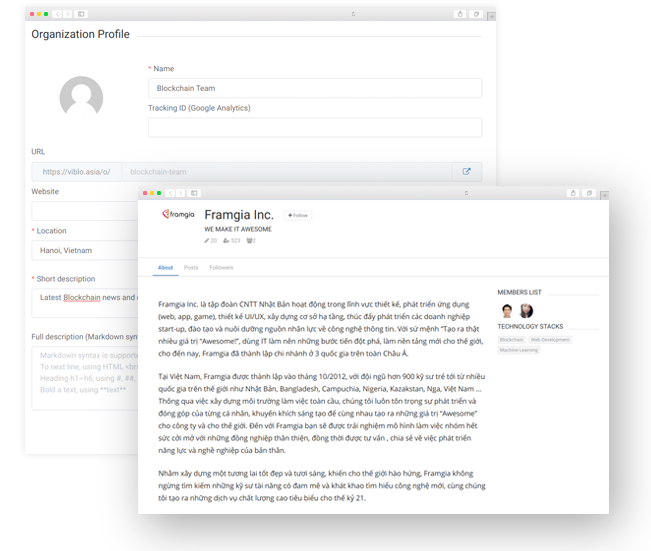 Organization Profile
* Name
Blockchain Team
Tracking ID (Google Analytics)
URL
https://viblo.asia/o/ blockchain-team
Website
* Location
Hanoi, Vietnam
* Short description
Latest Blockchain news and
Full description (Markdown
Markdown syntax is
To next line, using HTML
Heading h1~h6, using #, ##,
Bold a text, using **text**
framgia
Framgia Inc.
+ Follow
WE MAKE IT AWESOME
20 503 2
About Posts Followers
Framgia Inc. là tập đoàn CNTT Nhật Bản hoạt động trong lĩnh vực thiết kế, phát triển ứng dụng
(web, app, game), thiết kế UI/UX, xây dựng cơ sở hạ tầng, thúc đẩy phát triển các doanh nghiệp
start-up, đào tạo và nuôi dưỡng nguồn nhân lực về công nghệ thông tin. Với sứ mệnh “Tạo ra thật
nhiều giá trị “Awesome!”, dùng IT làm nên những bước tiến đột phá, làm nền tảng mới cho thế giới,
cho đến nay, Framgia đã thành lập chi nhánh ở 3 quốc gia trên toàn Châu Á.
Tại Việt Nam, Framgia được thành lập vào tháng 10/2012, với đội ngũ hơn 900 kỹ sư trẻ tới từ nhiều
quốc gia trên thế giới như Nhật Bản, Bangladesh, Campuchia, Nigeria, Kazakstan, Nga, Việt Nam ...
Thông qua việc xây dựng môi trường làm việc toàn cầu, chúng tôi luôn tôn trọng sự phát triển và
đóng góp của từng cá nhân, khuyến khích sáng tạo để cùng nhau tạo ra những giá trị “Awesome”
cho công ty và cho thế giới. Đến với Framgia bạn sẽ được trải nghiệm mô hình làm việc nhóm hết
sức cởi mở với những đồng nghiệp thân thiện, đồng thời được tư vấn , chia sẻ về việc phát triển
năng lực và nghề nghiệp của bản thân.
Nhằm xây dựng một tương lai tốt đẹp và tươi sáng, khiến cho thế giới hào hứng, Framgia không
ngừng tìm kiếm những kỹ sư tài năng có đam mê và khát khao tìm hiểu công nghệ mới, cùng chúng
tôi tạo ra những dịch vụ chất lượng cao tiêu biểu cho thế kỷ 21.
MEMBERS LIST
TECHNOLOGY STACKS
Blockchain Web Development
Machine Learning